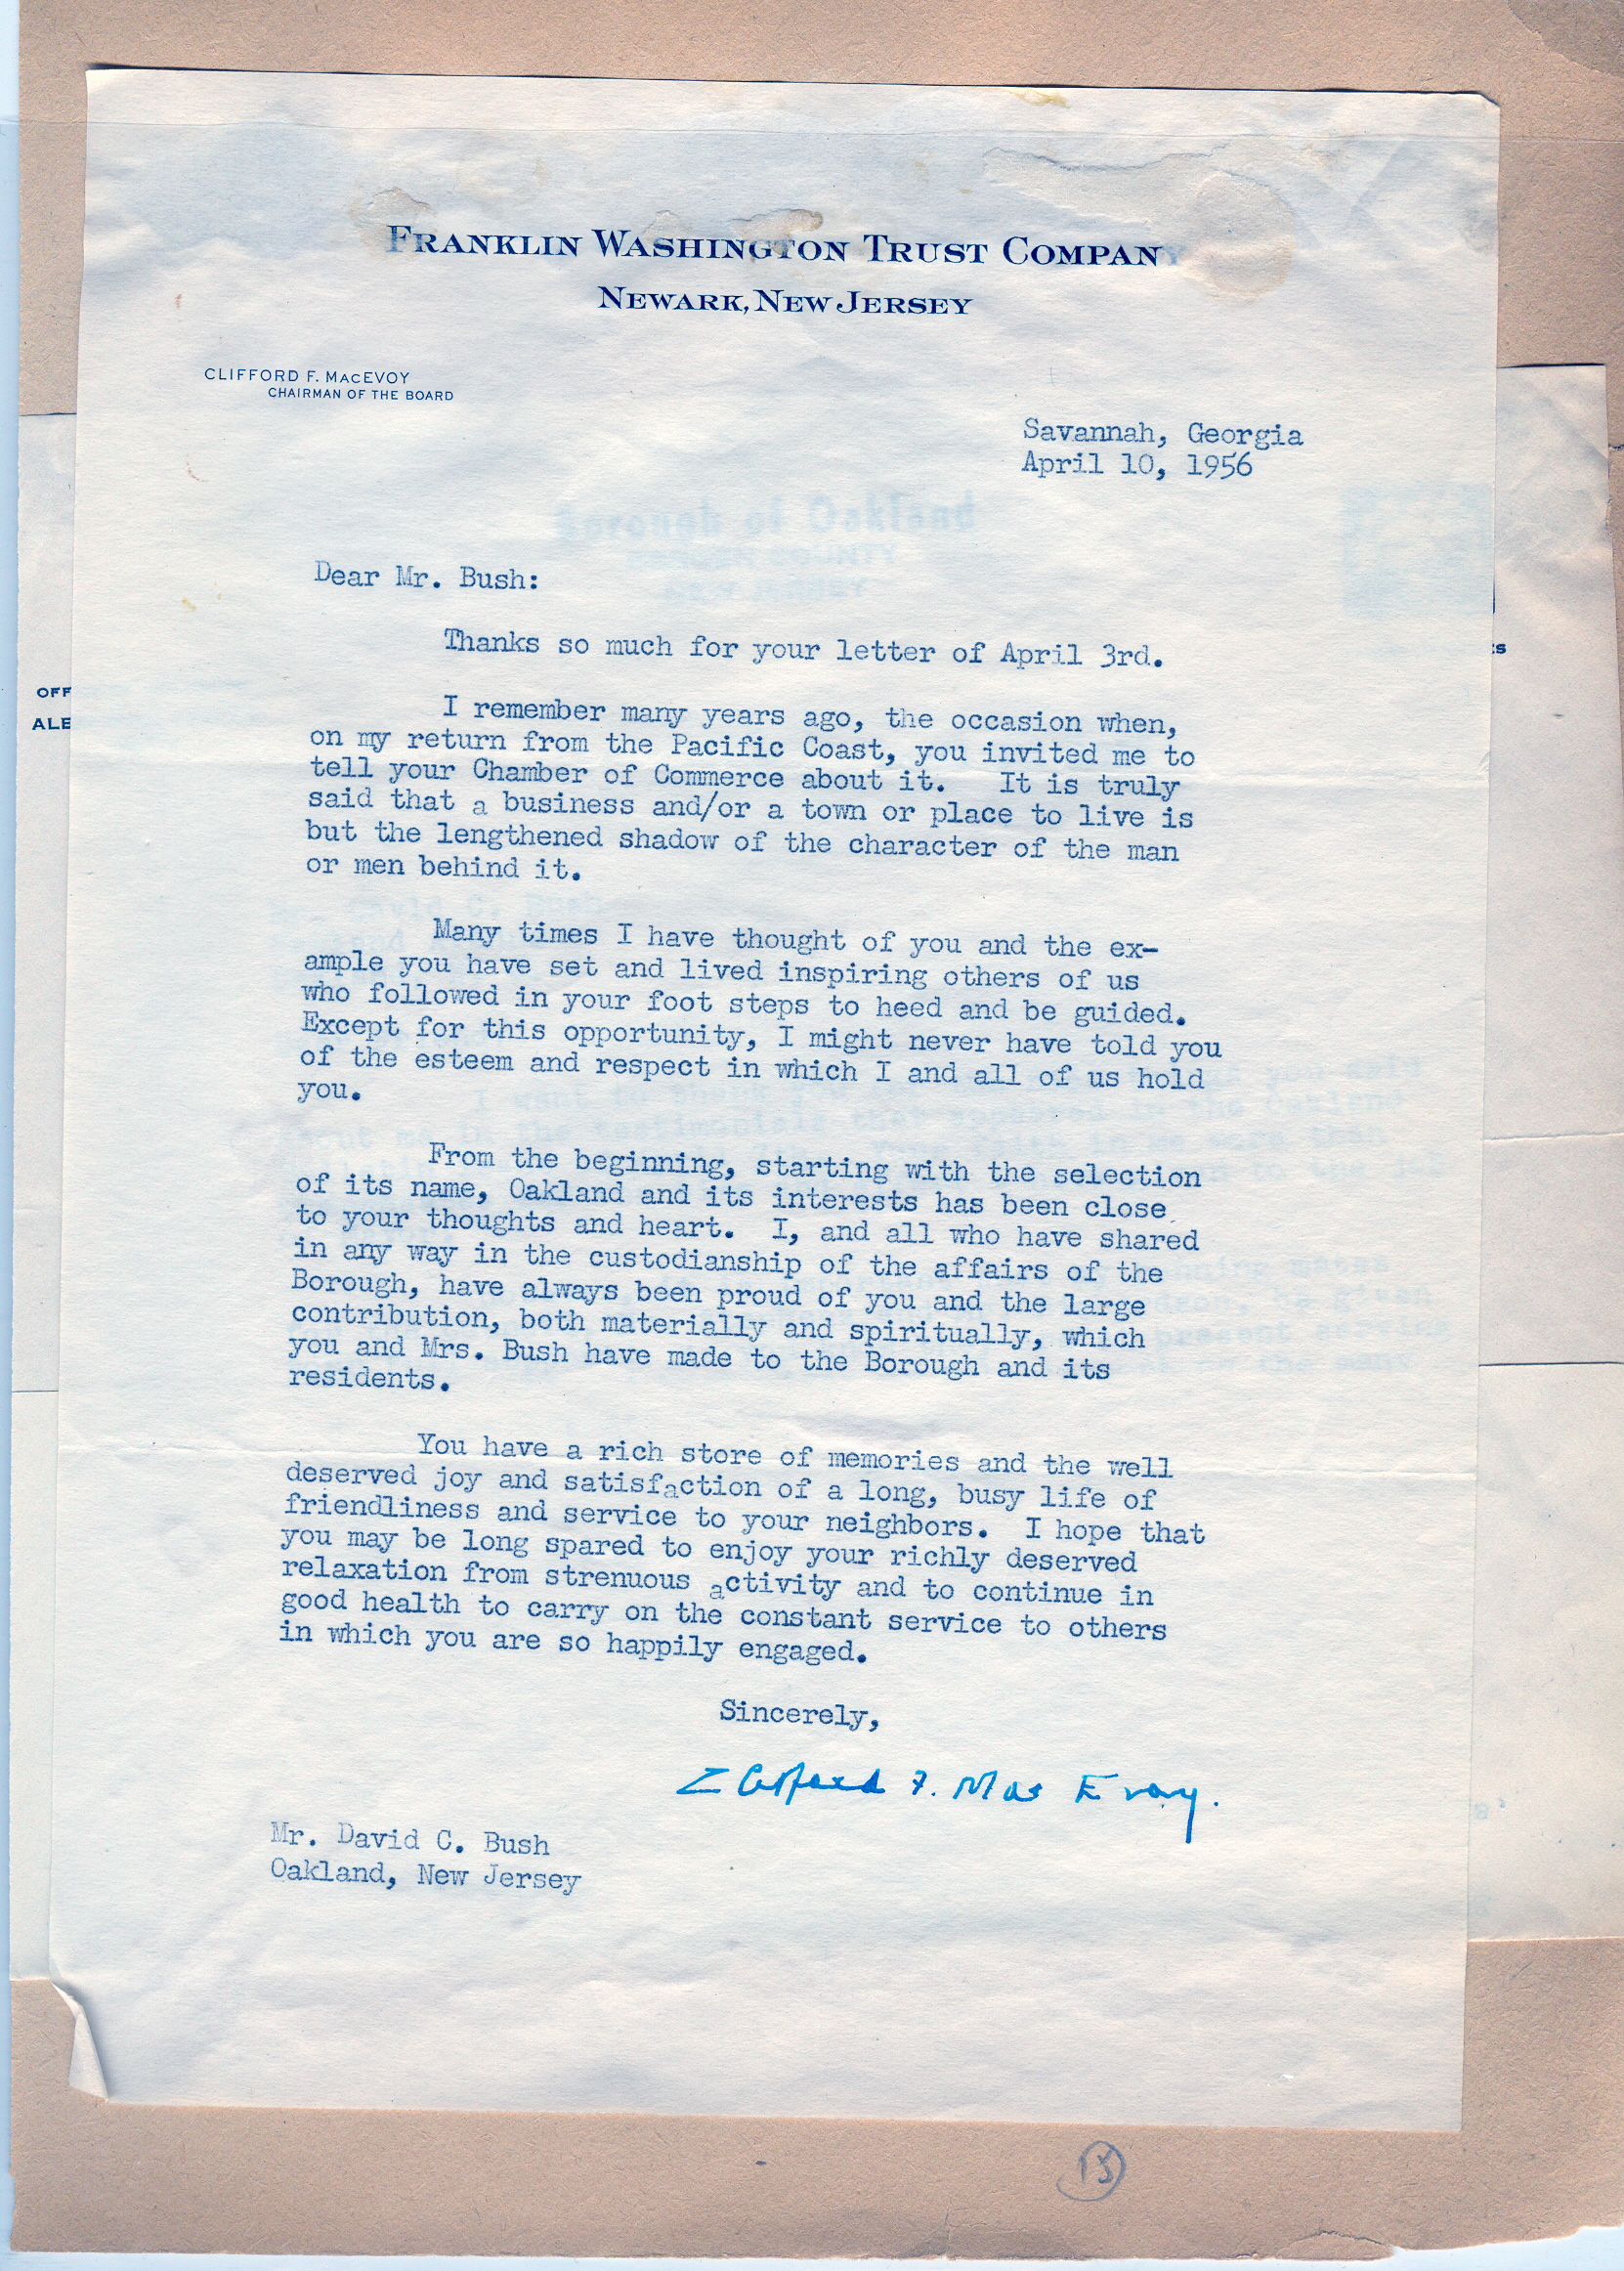 FRANKLIN WASHINGTON TRUST COMPANY
NEWARK, NEW JERSEY
CLIFFORD F. MACEVOY
CHAIRMAN OF THE BOARD
Savannah, Georgia
April 10, 1956
Borough of Oakland
BERGEN COUNTY
NEW JERSEY
Dear Mr. Bush:
Thanks so much for your letter of April 3rd.
OFF
ALE
I remember many years ago, the occasion when,
on my return from the Pacific Coast, you invited me to
tell your Chamber of Commerce about it. It is truly
said that a business and/or a town or place to live is
but the lengthened shadow of the character of the man
or men behind it.
Many times I have thought of you and the ex-
ample you have set and lived inspiring others of us
who followed in your foot steps to heed and be guided.
Except for this opportunity, I might never have told you
of the esteem and respect in which I and all of us hold
you.
From the beginning, starting with the selection
of its name, Oakland and its interests has been close
to your thoughts and heart. I, and all who have shared
in any way in the custodianship of the affairs of the
Borough, have always been proud of you and the large
contribution, both materially and spiritually, which
you and Mrs. Bush have made to the Borough and its
residents.
You have a rich store of memories and the well
deserved joy and satisfaction of a long, busy life of
friendliness and service to your neighbors. I hope that
you may be long spared to enjoy your richly deserved
relaxation from strenuous activity and to continue in
good health to carry on the constant service to others
in which you are so happily engaged.
Sincerely,
Clifford F. Mac Evoy.
Mr. David C. Bush
Oakland, New Jersey
15